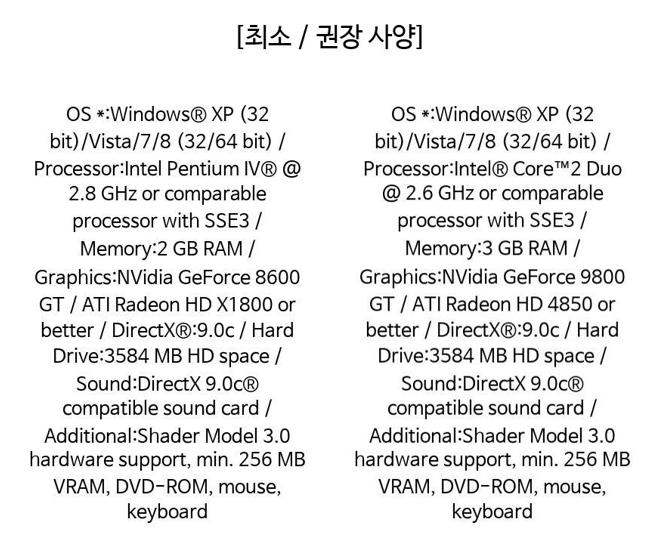 [최소 / 권장 사양]
OS *:Windows® XP (32
bit)/Vista/7/8 (32/64 bit) /
Processor:Intel Pentium IV® @
2.8 GHz or comparable
processor with SSE3 /
Memory:2 GB RAM /
Graphics:NVidia GeForce 8600
GT / ATI Radeon HD X1800 or
better / DirectX®:9.0c / Hard
Drive:3584 MB HD space /
Sound:DirectX 9.0c®
compatible sound card /
Additional:Shader Model 3.0
hardware support, min. 256 MB
VRAM, DVD-ROM, mouse,
keyboard
OS *:Windows® XP (32
bit)/Vista/7/8 (32/64 bit) /
Processor:Intel® Core™2 Duo
@ 2.6 GHz or comparable
processor with SSE3 /
Memory:3 GB RAM /
Graphics:NVidia GeForce 9800
GT / ATI Radeon HD 4850 or
better / DirectX®:9.0c / Hard
Drive:3584 MB HD space /
Sound:DirectX 9.0c®
compatible sound card /
Additional:Shader Model 3.0
hardware support, min. 256 MB
VRAM, DVD-ROM, mouse,
keyboard